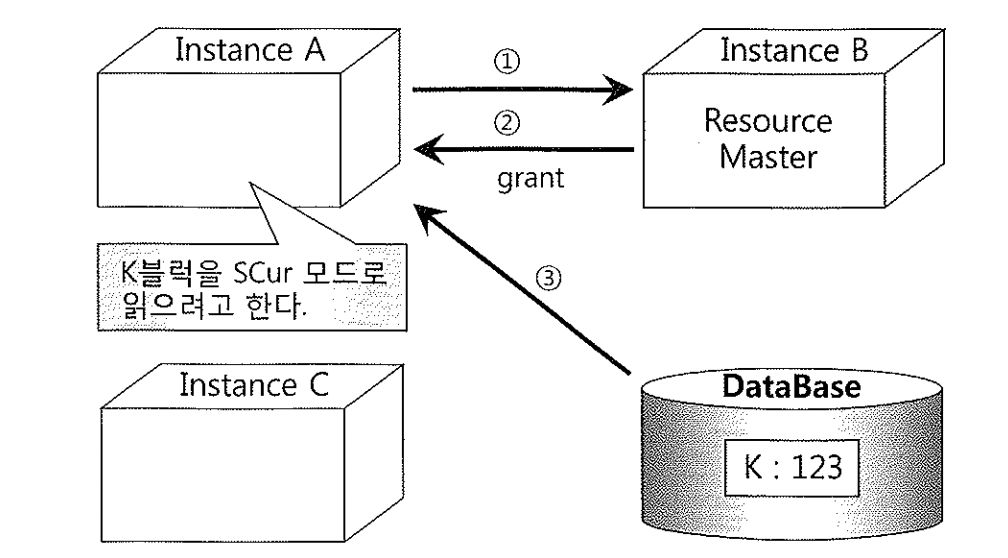 Instance A
①
Instance B
②
Resource
Master
grant
K블럭을 SCur 모드로
읽으려고 한다.
③
Instance C
DataBase
K : 123